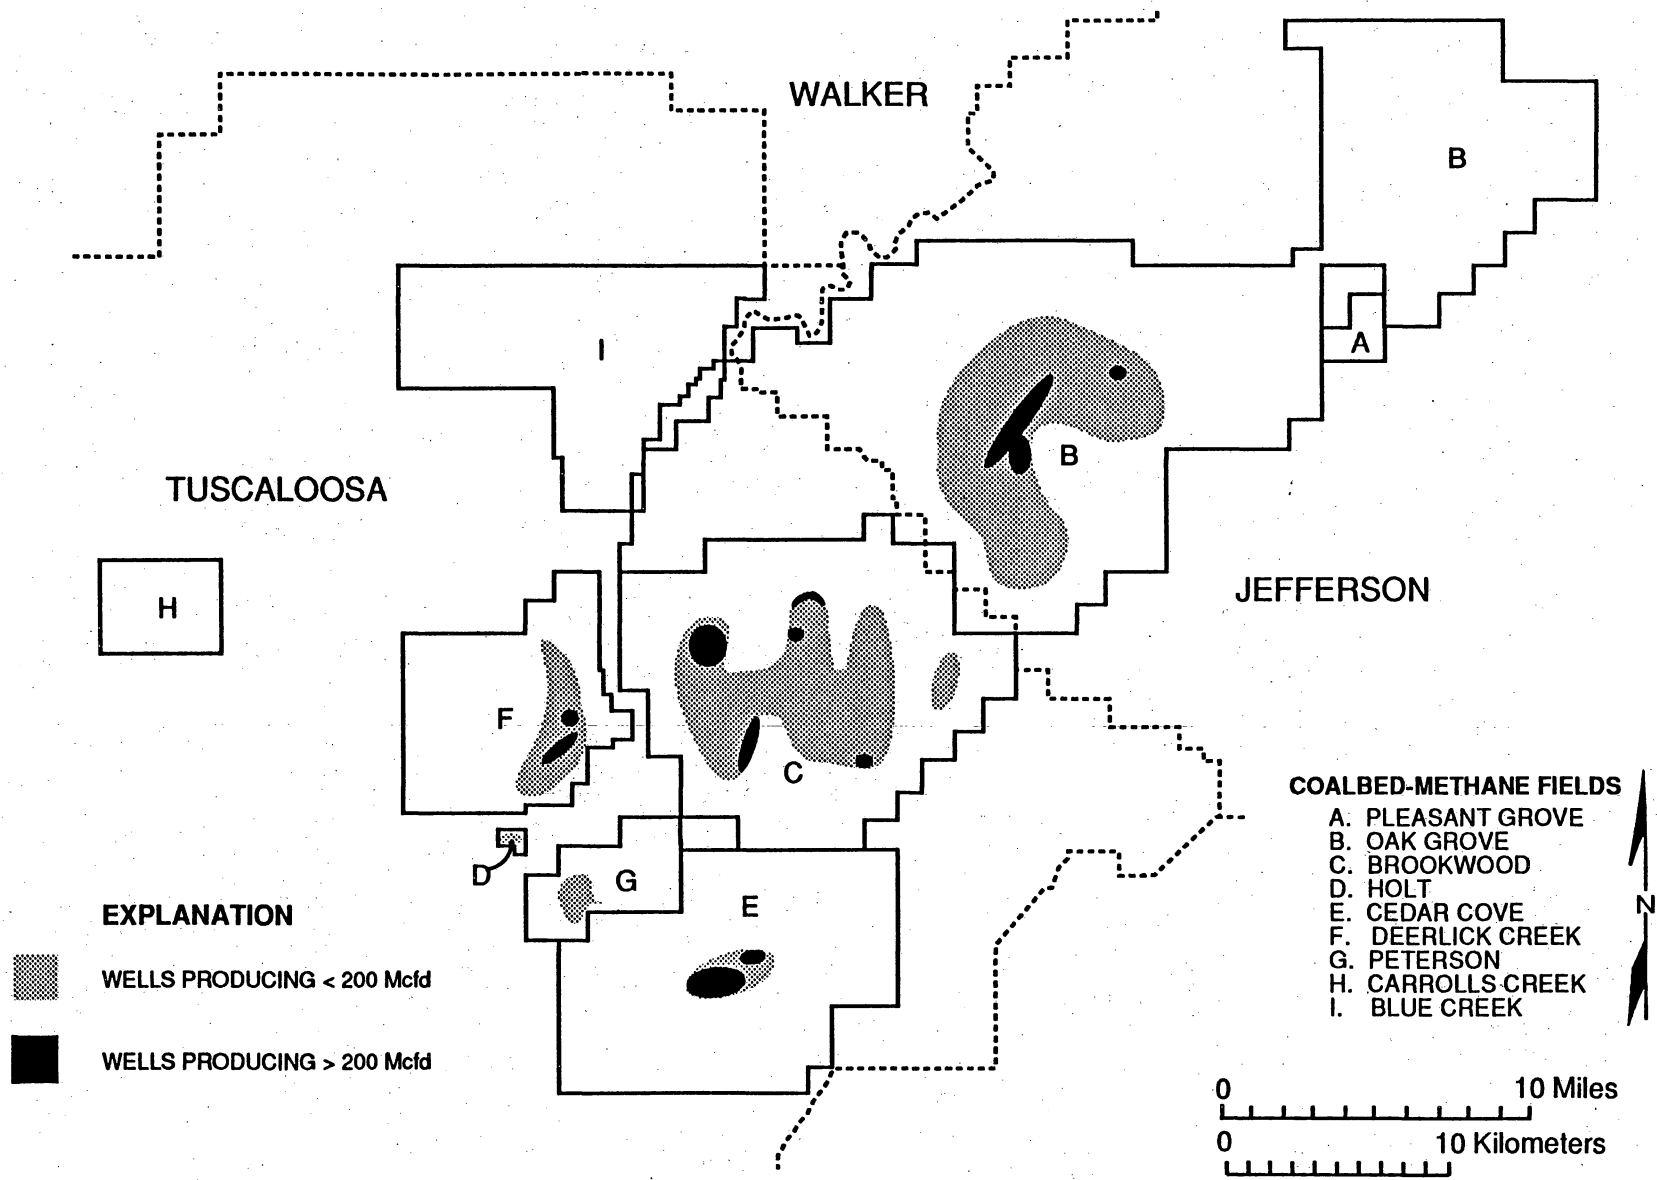 WALKER
B
I
A
B
TUSCALOOSA
JEFFERSON
H
F
C
COALBED-METHANE FIELDS
A. PLEASANT GROVE
B. OAK GROVE
C. BROOKWOOD
D. HOLT
E. CEDAR COVE
F. DEERLICK CREEK
G. PETERSON
H. CARROLLS CREEK
I. BLUE CREEK
N
D
G
E
EXPLANATION
WELLS PRODUCING < 200 Mcfd
WELLS PRODUCING > 200 Mcfd
0 10 Miles
0 10 Kilometers